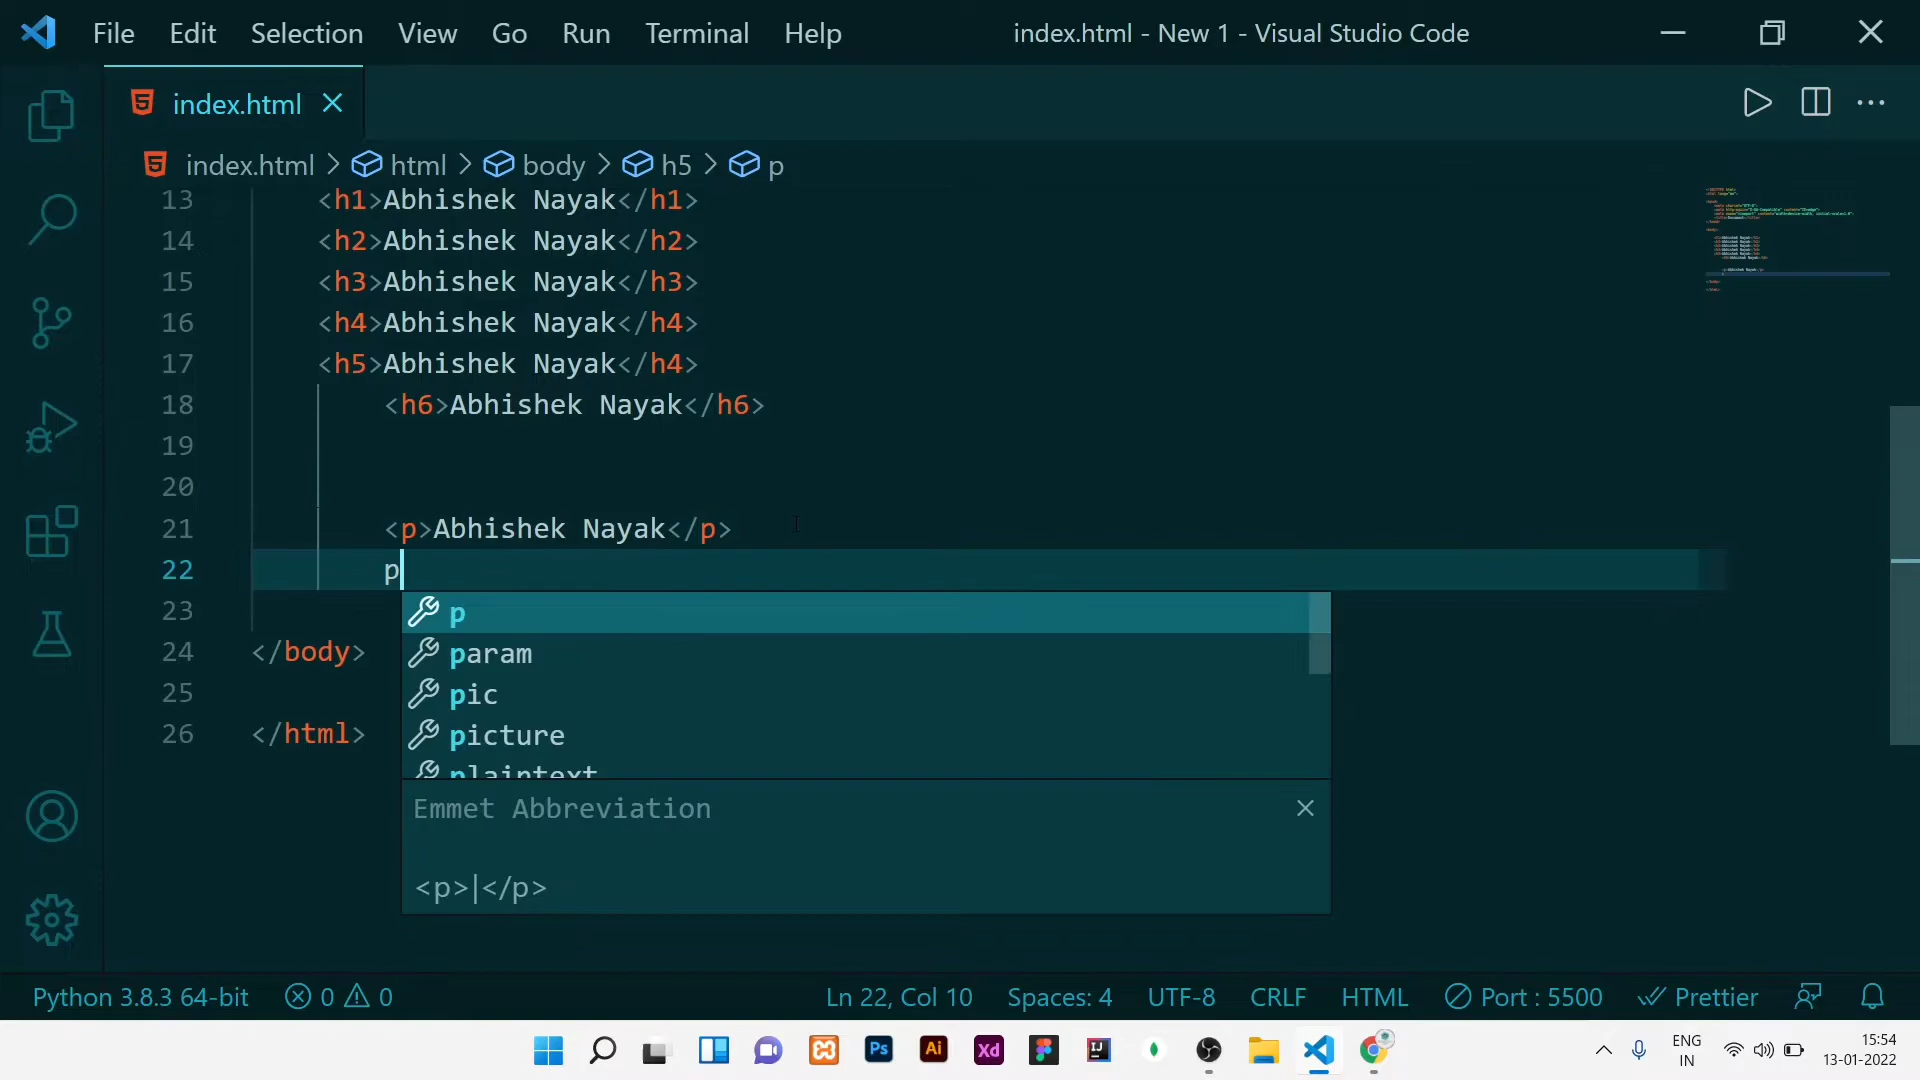 File Edit Selection View Go Run Terminal Help index.html - New 1 - Visual Studio Code
index.html
index.html > html > body > h5 > p
13 <h1>Abhishek Nayak</h1>
14 <h2>Abhishek Nayak</h2>
15 <h3>Abhishek Nayak</h3>
16 <h4>Abhishek Nayak</h4>
17 <h5>Abhishek Nayak</h4>
18 <h6>Abhishek Nayak</h6>
19
20
21 <p>Abhishek Nayak</p>
22 p
23
24 </body>
25
26 </html>
p
param
pic
picture
plaintext
Emmet Abbreviation
<p>|</p>
Python 3.8.3 64-bit 0 0 Ln 22, Col 10 Spaces: 4 UTF-8 CRLF HTML Port : 5500 Prettier
Ps Ai Xd IJ ENG IN 15:54
13-01-2022